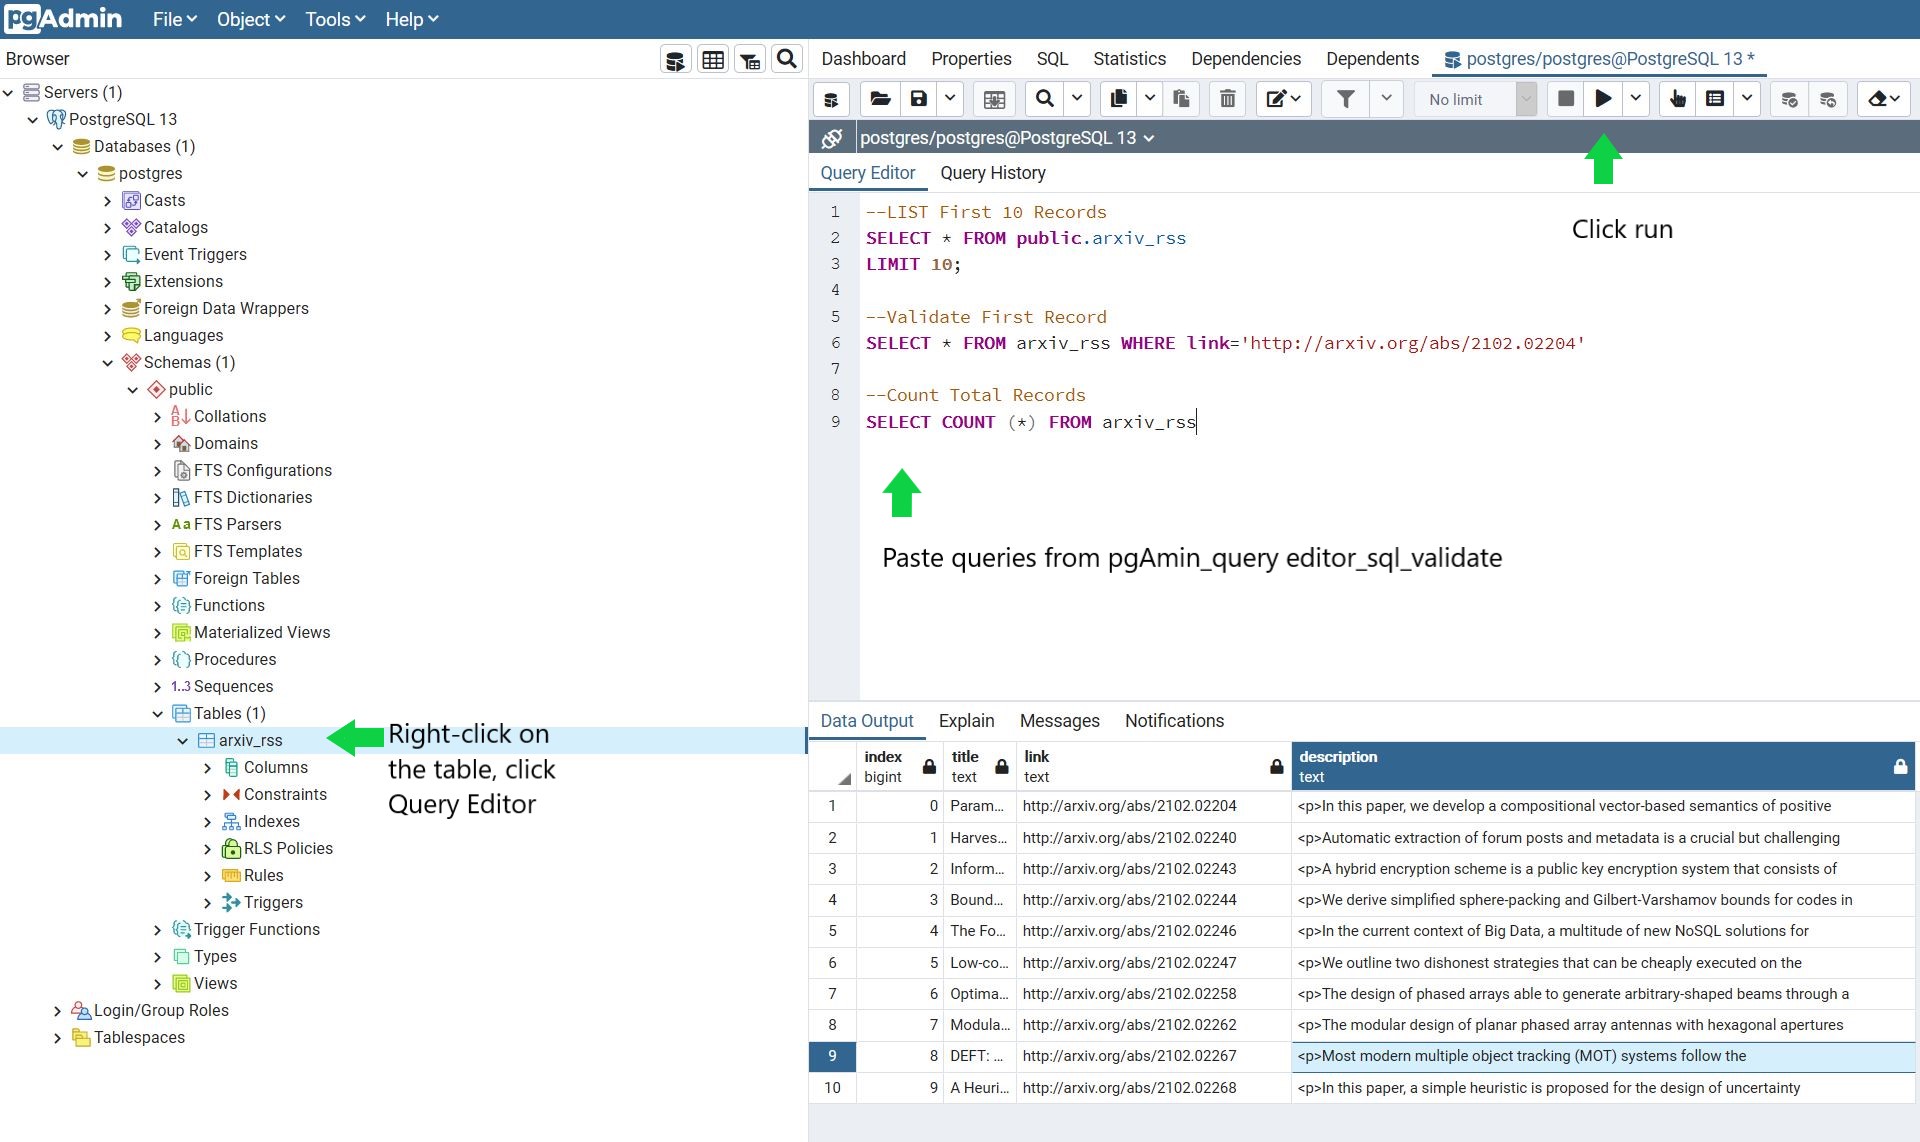 pgAdmin File Object Tools Help
Browser
Dashboard Properties SQL Statistics Dependencies Dependents postgres/postgres@PostgreSQL 13 *
Servers (1)
PostgreSQL 13
Databases (1)
postgres
Casts
Catalogs
Event Triggers
Extensions
Foreign Data Wrappers
Languages
Schemas (1)
public
Collations
Domains
FTS Configurations
FTS Dictionaries
Aa FTS Parsers
FTS Templates
Foreign Tables
Functions
Materialized Views
Procedures
1..3 Sequences
Tables (1)
arxiv_rss
Columns
Constraints
Indexes
RLS Policies
Rules
Triggers
Trigger Functions
Types
Views
Login/Group Roles
Tablespaces
Right-click on
the table, click
Query Editor
No limit
postgres/postgres@PostgreSQL 13
Query Editor Query History
Click run
1 --LIST First 10 Records
2 SELECT * FROM public.arxiv_rss
3 LIMIT 10;
4
5 --Validate First Record
6 SELECT * FROM arxiv_rss WHERE link='http://arxiv.org/abs/2102.02204'
7
8 --Count Total Records
9 SELECT COUNT (*) FROM arxiv_rss
Paste queries from pgAmin_query editor_sql_validate
Data Output Explain Messages Notifications
index title link description
bigint text text text
1 0 Param... http://arxiv.org/abs/2102.02204 <p>In this paper, we develop a compositional vector-based semantics of positive
2 1 Harves... http://arxiv.org/abs/2102.02240 <p>Automatic extraction of forum posts and metadata is a crucial but challenging
3 2 Inform... http://arxiv.org/abs/2102.02243 <p>A hybrid encryption scheme is a public key encryption system that consists of
4 3 Bound... http://arxiv.org/abs/2102.02244 <p>We derive simplified sphere-packing and Gilbert-Varshamov bounds for codes in
5 4 The Fo... http://arxiv.org/abs/2102.02246 <p>In the current context of Big Data, a multitude of new NoSQL solutions for
6 5 Low-co... http://arxiv.org/abs/2102.02247 <p>We outline two dishonest strategies that can be cheaply executed on the
7 6 Optima... http://arxiv.org/abs/2102.02258 <p>The design of phased arrays able to generate arbitrary-shaped beams through a
8 7 Modula... http://arxiv.org/abs/2102.02262 <p>The modular design of planar phased array antennas with hexagonal apertures
9 8 DEFT: ... http://arxiv.org/abs/2102.02267 <p>Most modern multiple object tracking (MOT) systems follow the
10 9 A Heuri... http://arxiv.org/abs/2102.02268 <p>In this paper, a simple heuristic is proposed for the design of uncertainty